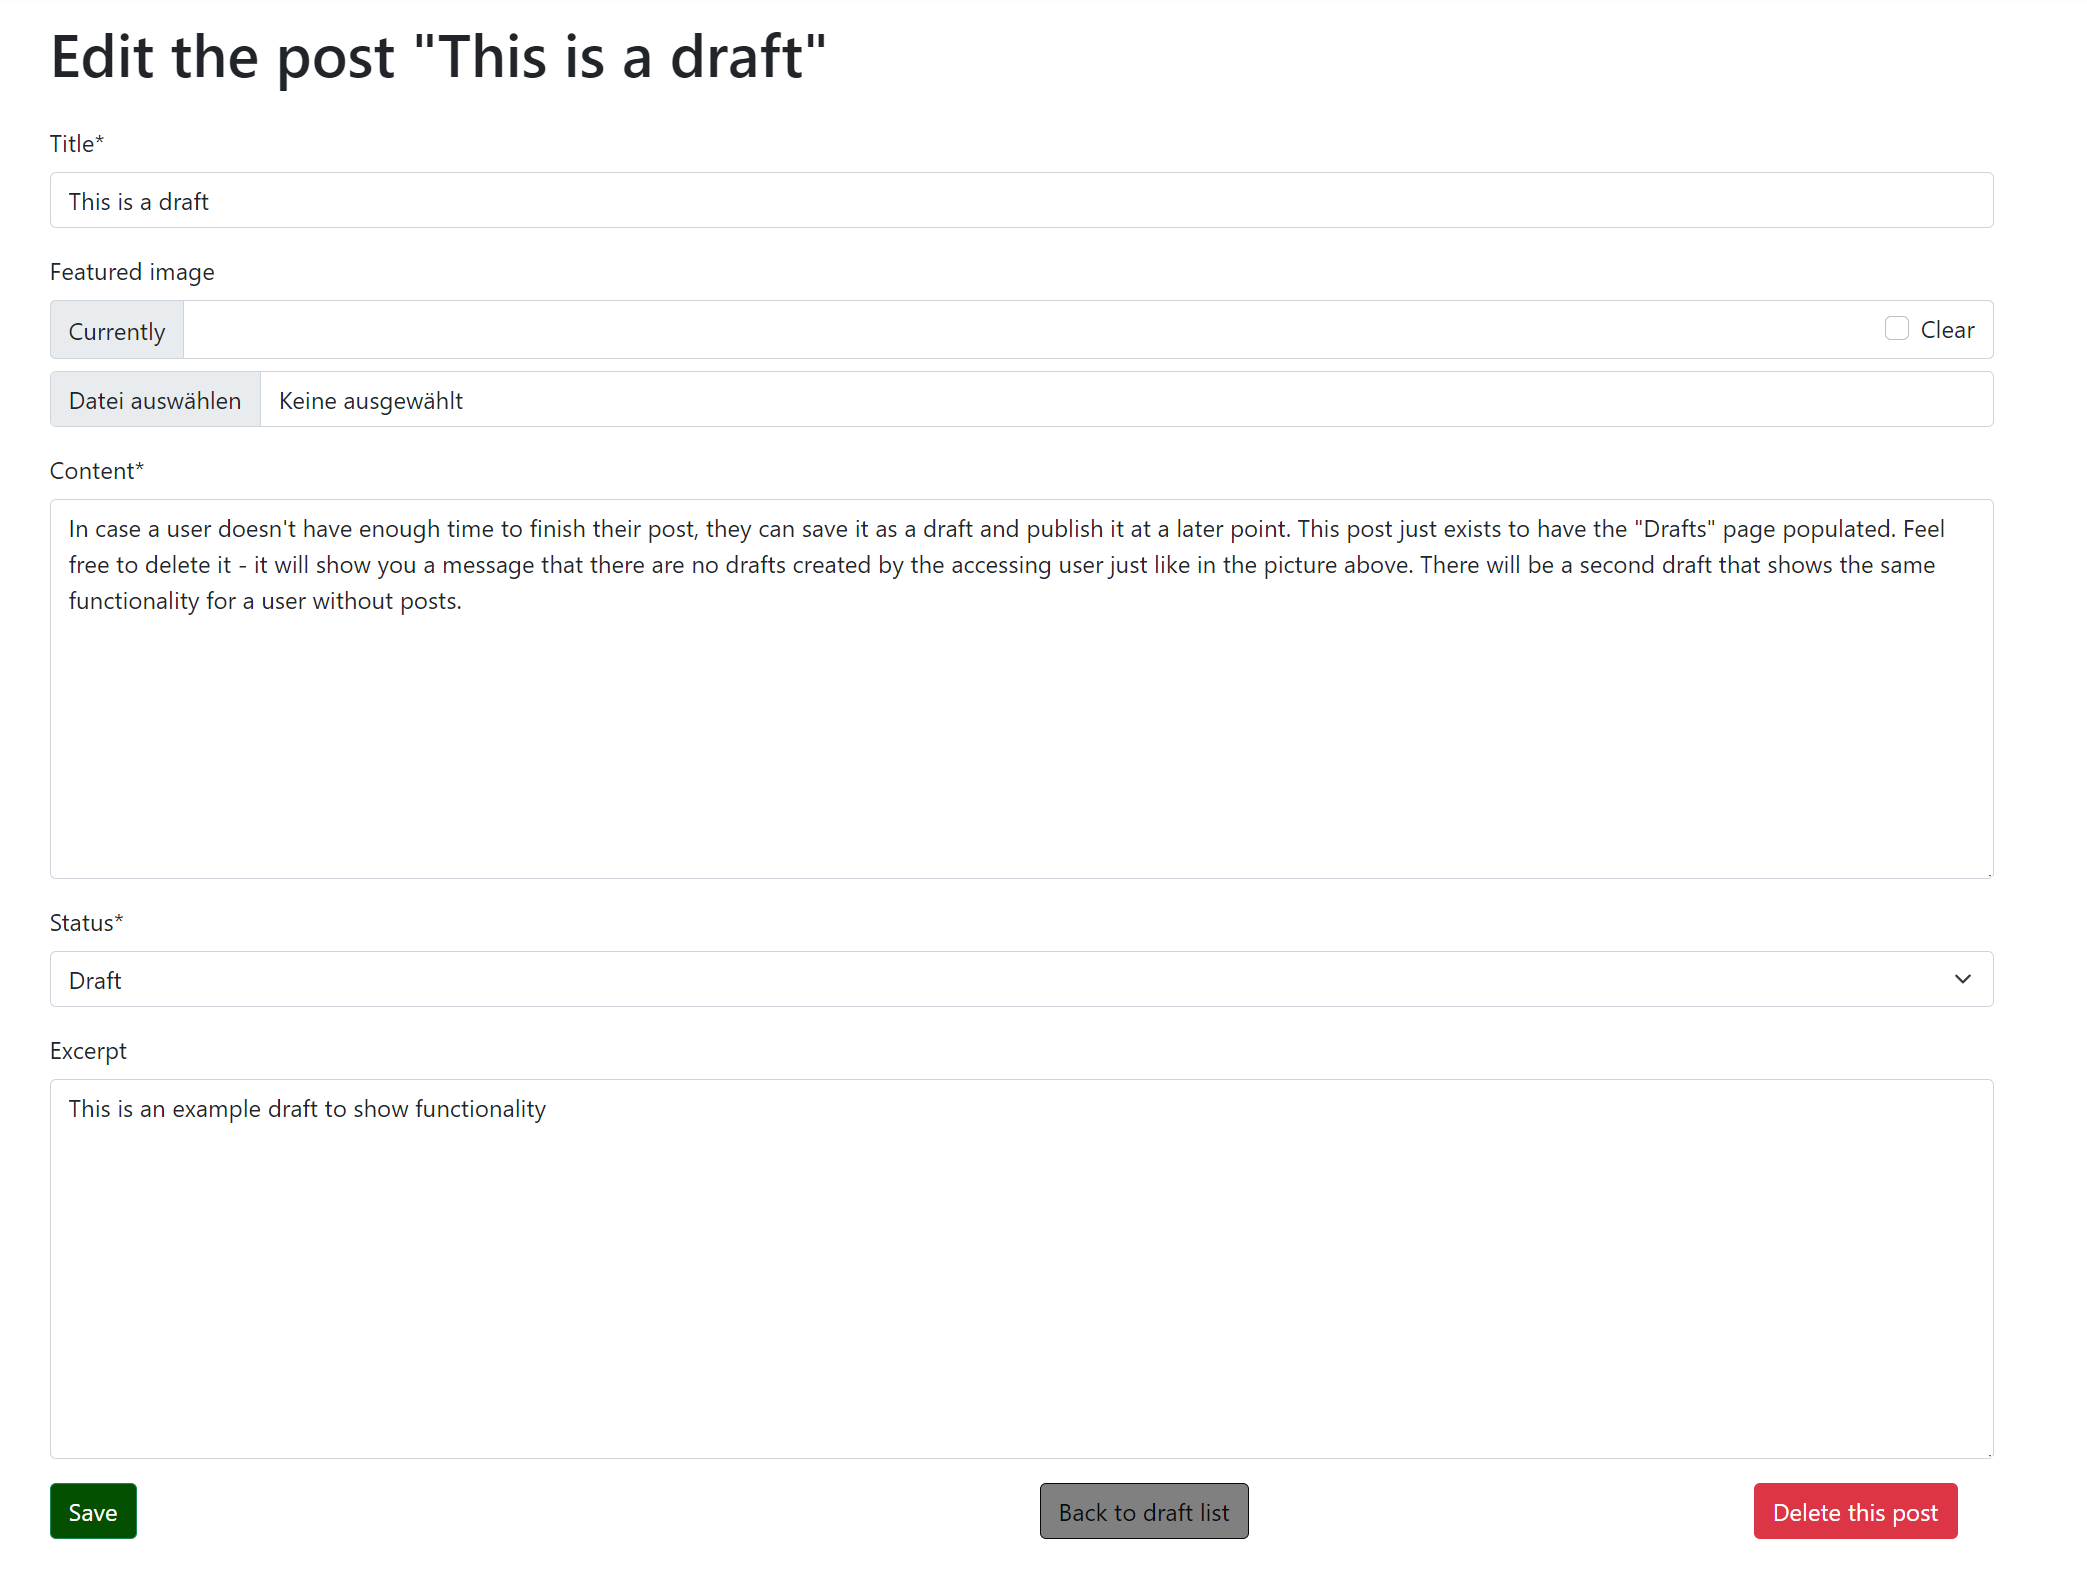 Edit the post "This is a draft"
Title*
This is a draft
Featured image
Currently
Clear
Datei auswählen Keine ausgewählt
Content*
In case a user doesn't have enough time to finish their post, they can save it as a draft and publish it at a later point. This post just exists to have the "Drafts" page populated. Feel
free to delete it - it will show you a message that there are no drafts created by the accessing user just like in the picture above. There will be a second draft that shows the same
functionality for a user without posts.
Status*
Draft
Excerpt
This is an example draft to show functionality
Save Back to draft list Delete this post